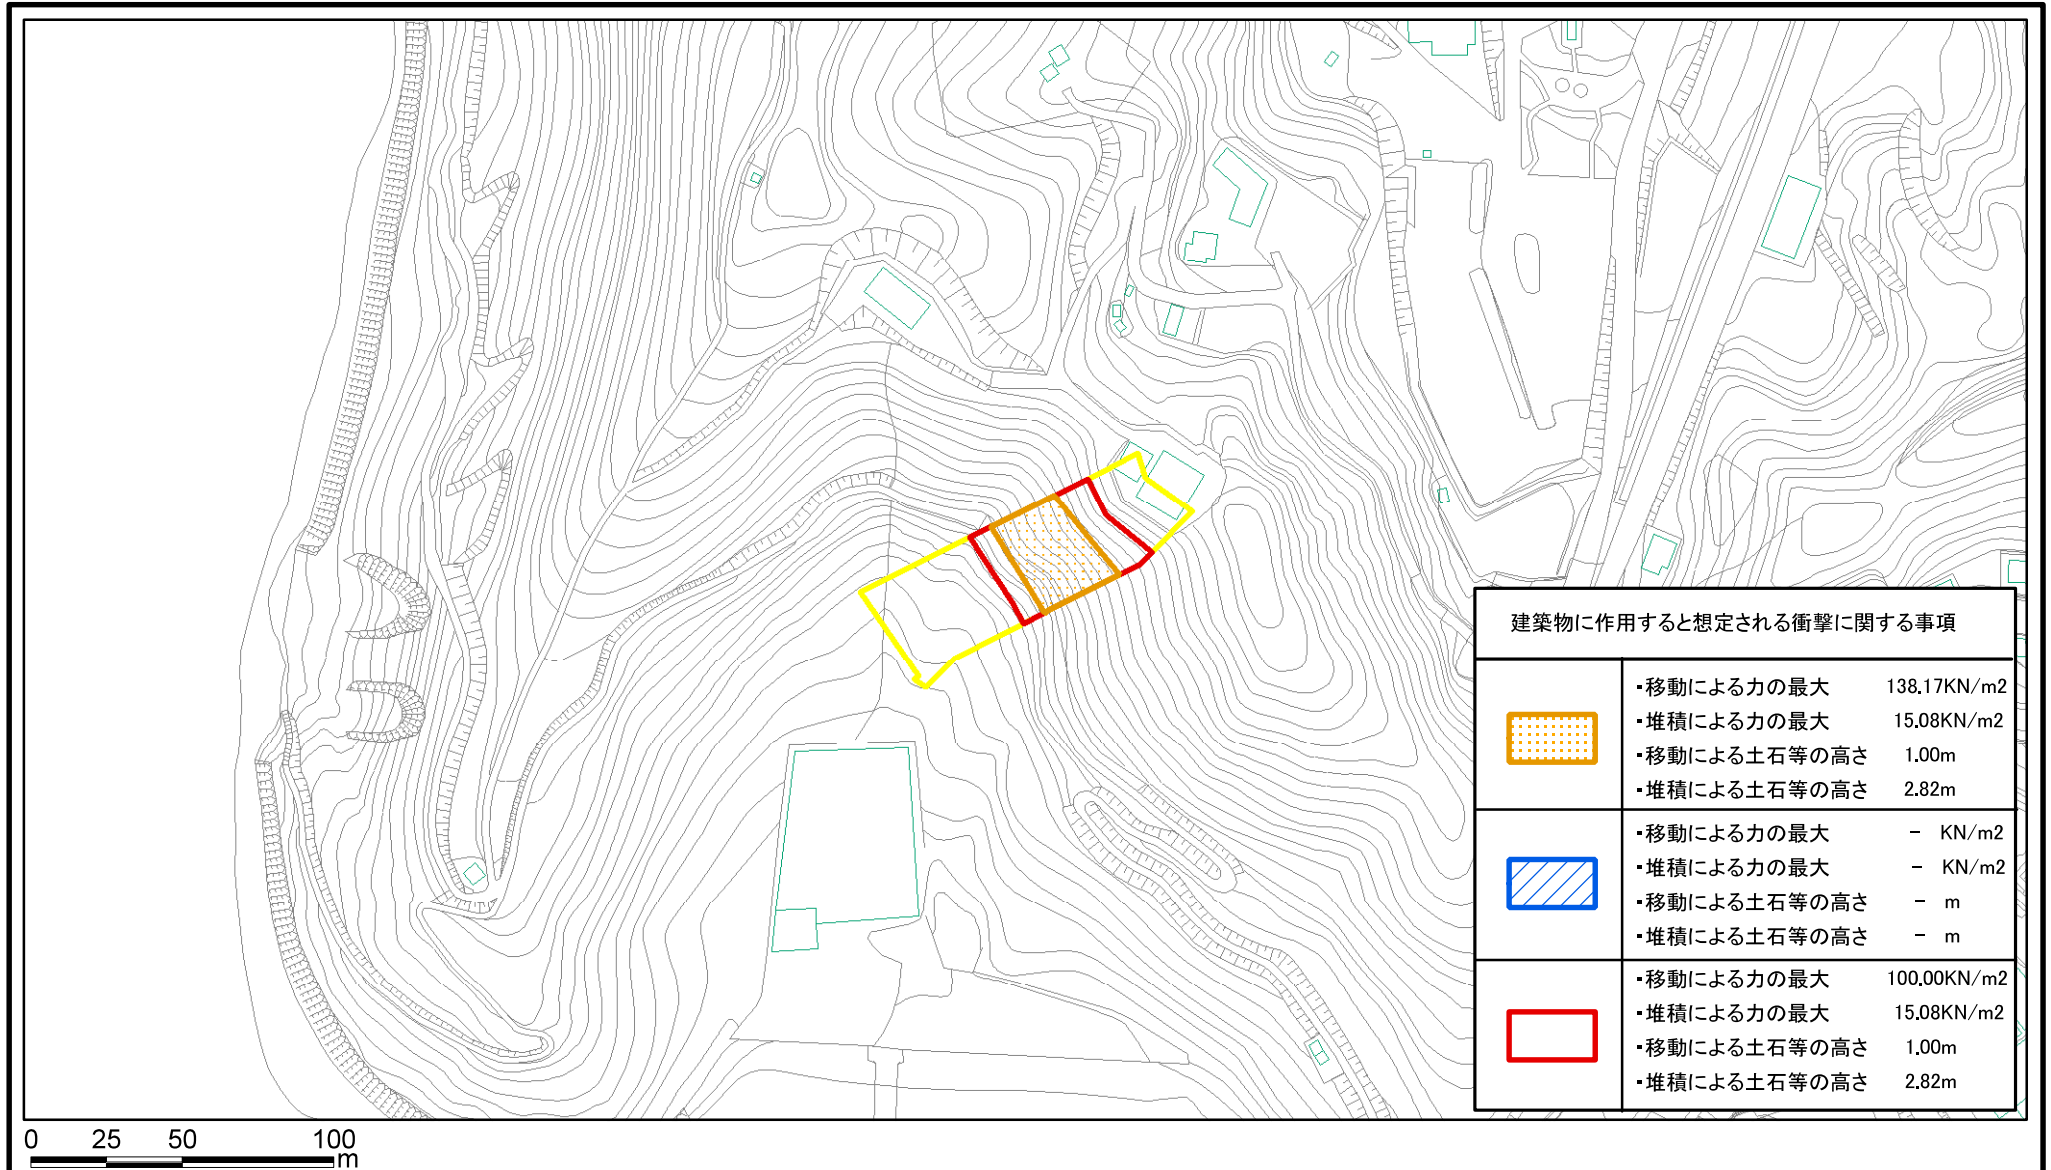 建築物に作用すると想定される衝撃に関する事項
・移動による力の最大 138.17KN/m2
・堆積による力の最大 15.08KN/m2
・移動による土石等の高さ 1.00m
・堆積による土石等の高さ 2.82m
・移動による力の最大 － KN/m2
・堆積による力の最大 － KN/m2
・移動による土石等の高さ － m
・堆積による土石等の高さ － m
・移動による力の最大 100.00KN/m2
・堆積による力の最大 15.08KN/m2
・移動による土石等の高さ 1.00m
・堆積による土石等の高さ 2.82m
0 25 50 100
m